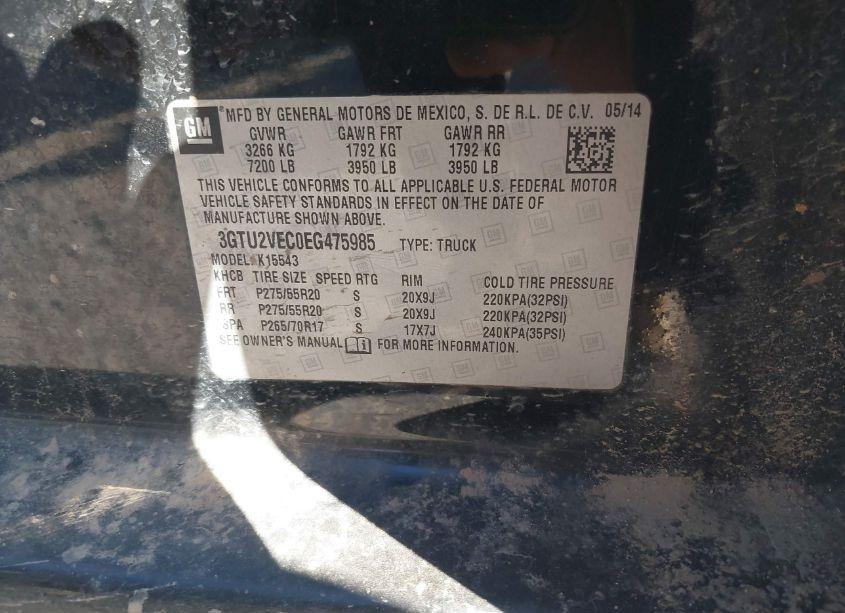 GM ®MFD BY GENERAL MOTORS DE MEXICO, S. DE R.L. DE C.V. 05/14
GVWR GAWR FRT GAWR RR
3266 KG 1792 KG 1792 KG
7200 LB 3950 LB 3950 LB
THIS VEHICLE CONFORMS TO ALL APPLICABLE U.S. FEDERAL MOTOR
VEHICLE SAFETY STANDARDS IN EFFECT ON THE DATE OF
MANUFACTURE SHOWN ABOVE.
3GTU2VEC0EG475985 TYPE: TRUCK
MODEL: K15543
KHCB TIRE SIZE SPEED RTG RIM COLD TIRE PRESSURE
FRT P275/55R20 S 20X9J 220KPA(32PSI)
RR P275/55R20 S 20X9J 220KPA(32PSI)
SPA P265/70R17 S 17X7J 240KPA(35PSI)
SEE OWNER'S MANUAL FOR MORE INFORMATION.